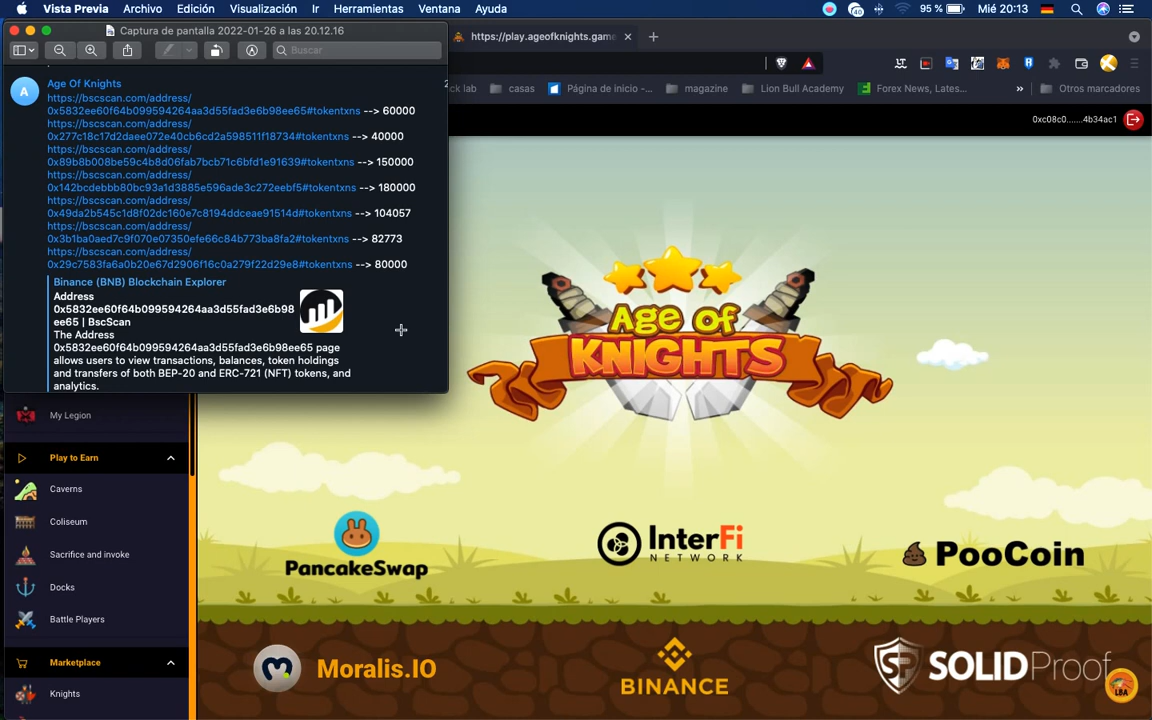 Vista Previa Archivo Edición Visualización Ir Herramientas Ventana Ayuda 40 95 % Mié 20:13
Captura de pantalla 2022-01-26 a las 20.12.16
Buscar
https://play.ageofknights.game
Age Of Knights
2
https://bscscan.com/address/
0x5832ee60f64b099594264aa3d55fad3e6b98ee65#tokentxns --> 60000
https://bscscan.com/address/
0x277c18c17d2daee072e40cb6cd2a598511f18734#tokentxns --> 40000
https://bscscan.com/address/
0x89b8b008be59c4b8d06fab7bcb71c6bfd1e91639#tokentxns --> 150000
https://bscscan.com/address/
0x142bcdebbb80bc93a1d3885e596ade3c272eebf5#tokentxns --> 180000
https://bscscan.com/address/
0x49da2b545c1d8f02dc160e7c8194ddceae91514d#tokentxns --> 104057
https://bscscan.com/address/
0x3b1ba0aed7c9f070e07350efe66c84b773ba8fa2#tokentxns --> 82773
https://bscscan.com/address/
0x29c7583fa6a0b20e67d2906f16c0a279f22d29e8#tokentxns --> 80000
Binance (BNB) Blockchain Explorer
Address
0x5832ee60f64b099594264aa3d55fad3e6b98
ee65 | BscScan
The Address
0x5832ee60f64b099594264aa3d55fad3e6b98ee65 page
allows users to view transactions, balances, token holdings
and transfers of both BEP-20 and ERC-721 (NFT) tokens, and
analytics.
ck lab casas Página de inicio -... magazine Lion Bull Academy Forex News, Lates... » Otros marcadores
0xc08c0.......4b34ac1
My Legion
Play to Earn
Caverns
Coliseum
Sacrifice and invoke
Docks
Battle Players
Marketplace
Knights
Age of
KNIGHTS
PancakeSwap
InterFi
NETWORK
PooCoin
Moralis.IO
BINANCE
SOLIDProof
LBA